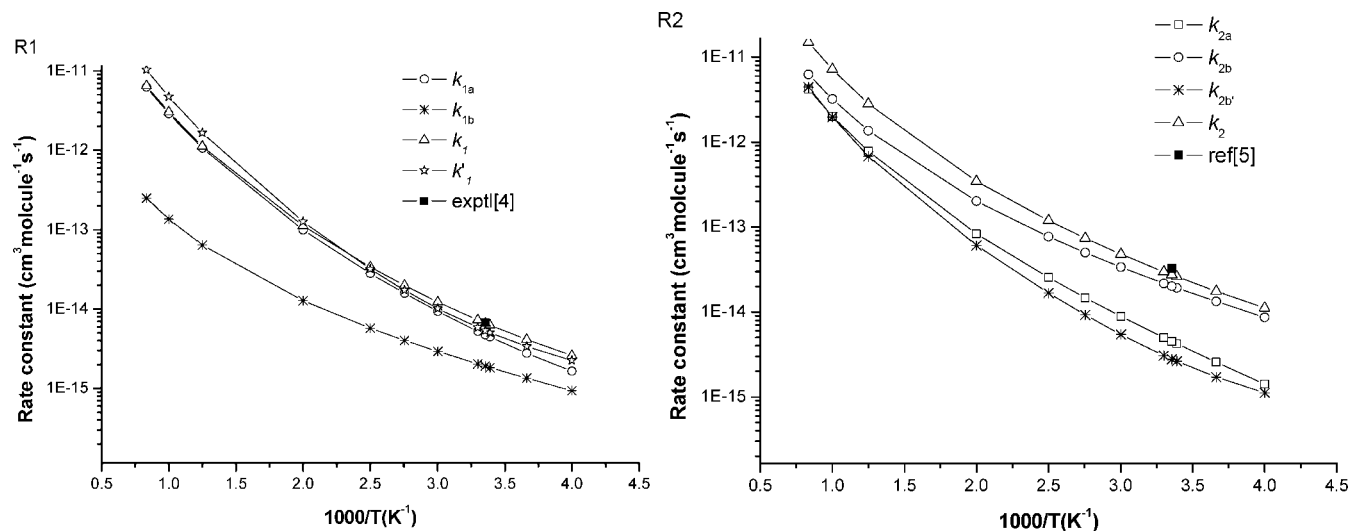 R1
Rate constant (cm³molcule⁻¹s⁻¹)
1E-11
1E-12
1E-13
1E-14
1E-15
0.5 1.0 1.5 2.0 2.5 3.0 3.5 4.0 4.5
1000/T(K⁻¹)
k₁ₐ
k₁b
k₁
k'₁
exptl[4]
R2
Rate constant (cm³molecule⁻¹s⁻¹)
1E-11
1E-12
1E-13
1E-14
1E-15
0.5 1.0 1.5 2.0 2.5 3.0 3.5 4.0 4.5
1000/T(K⁻¹)
k₂ₐ
k₂b
k₂b'
k₂
ref[5]